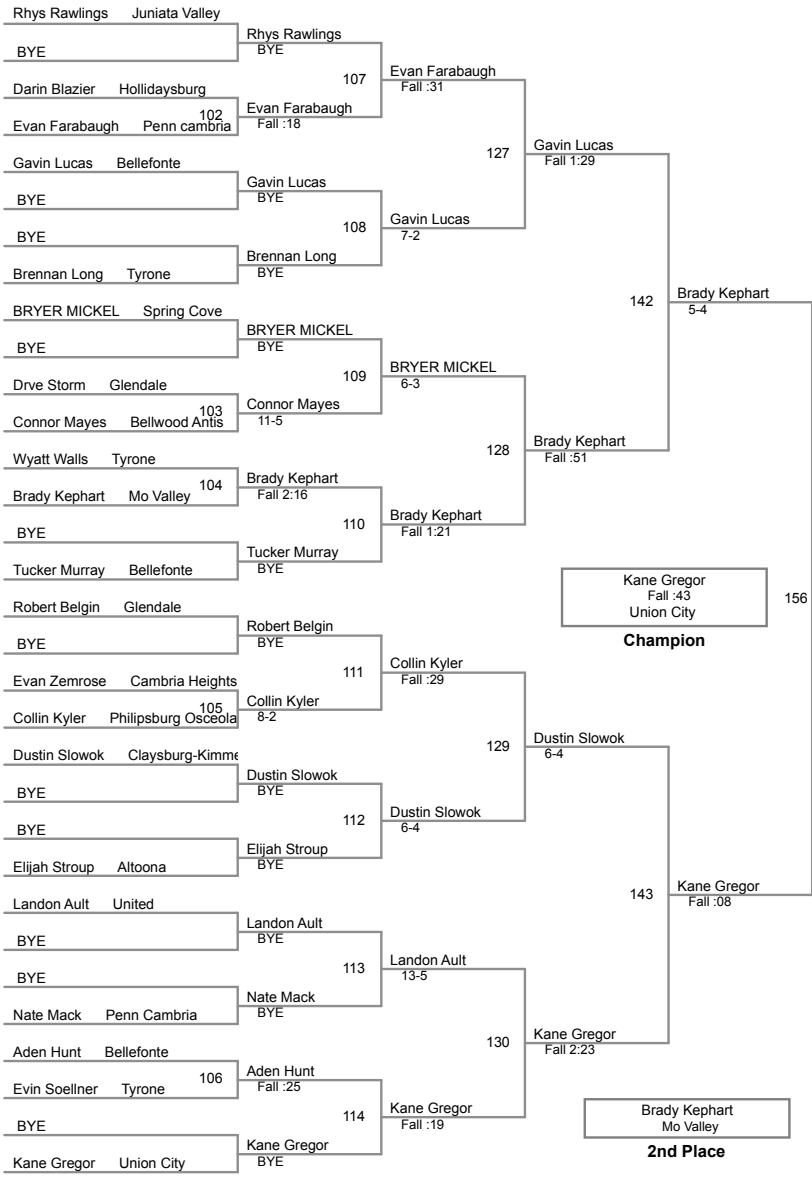 Rhys Rawlings Juniata Valley
BYE
Darin Blazier Hollidaysburg
102
Evan Farabaugh Penn cambria
Gavin Lucas Bellefonte
BYE
BYE
Brennan Long Tyrone
BRYER MICKEL Spring Cove
BYE
Drve Storm Glendale
103
Connor Mayes Bellwood Antis
Wyatt Walls Tyrone
104
Brady Kephart Mo Valley
BYE
Tucker Murray Bellefonte
Robert Belgin Glendale
BYE
Evan Zemrose Cambria Heights
105
Collin Kyler Philipsburg Osceola
Dustin Slowok Claysburg-Kimme
BYE
BYE
Elijah Stroup Altoona
Landon Ault United
BYE
BYE
Nate Mack Penn Cambria
Aden Hunt Bellefonte
106
Evin Soellner Tyrone
BYE
Kane Gregor Union City
Rhys Rawlings
BYE
107
Evan Farabaugh
Fall :18
Gavin Lucas
BYE
108
Brennan Long
BYE
BRYER MICKEL
BYE
109
Connor Mayes
11-5
Brady Kephart
Fall 2:16
110
Tucker Murray
BYE
Robert Belgin
BYE
111
Collin Kyler
8-2
Dustin Slowok
BYE
112
Elijah Stroup
BYE
Landon Ault
BYE
113
Nate Mack
BYE
Aden Hunt
Fall :25
114
Kane Gregor
BYE
Evan Farabaugh
Fall :31
127
Gavin Lucas
7-2
BRYER MICKEL
6-3
128
Brady Kephart
Fall 1:21
Collin Kyler
Fall :29
129
Dustin Slowok
6-4
Landon Ault
13-5
130
Kane Gregor
Fall :19
Gavin Lucas
Fall 1:29
142
Brady Kephart
Fall :51
Dustin Slowok
6-4
143
Kane Gregor
Fall 2:23
Brady Kephart
5-4
156
Kane Gregor
Fall :08
Kane Gregor
Fall :43
Union City
Champion
Brady Kephart
Mo Valley
2nd Place